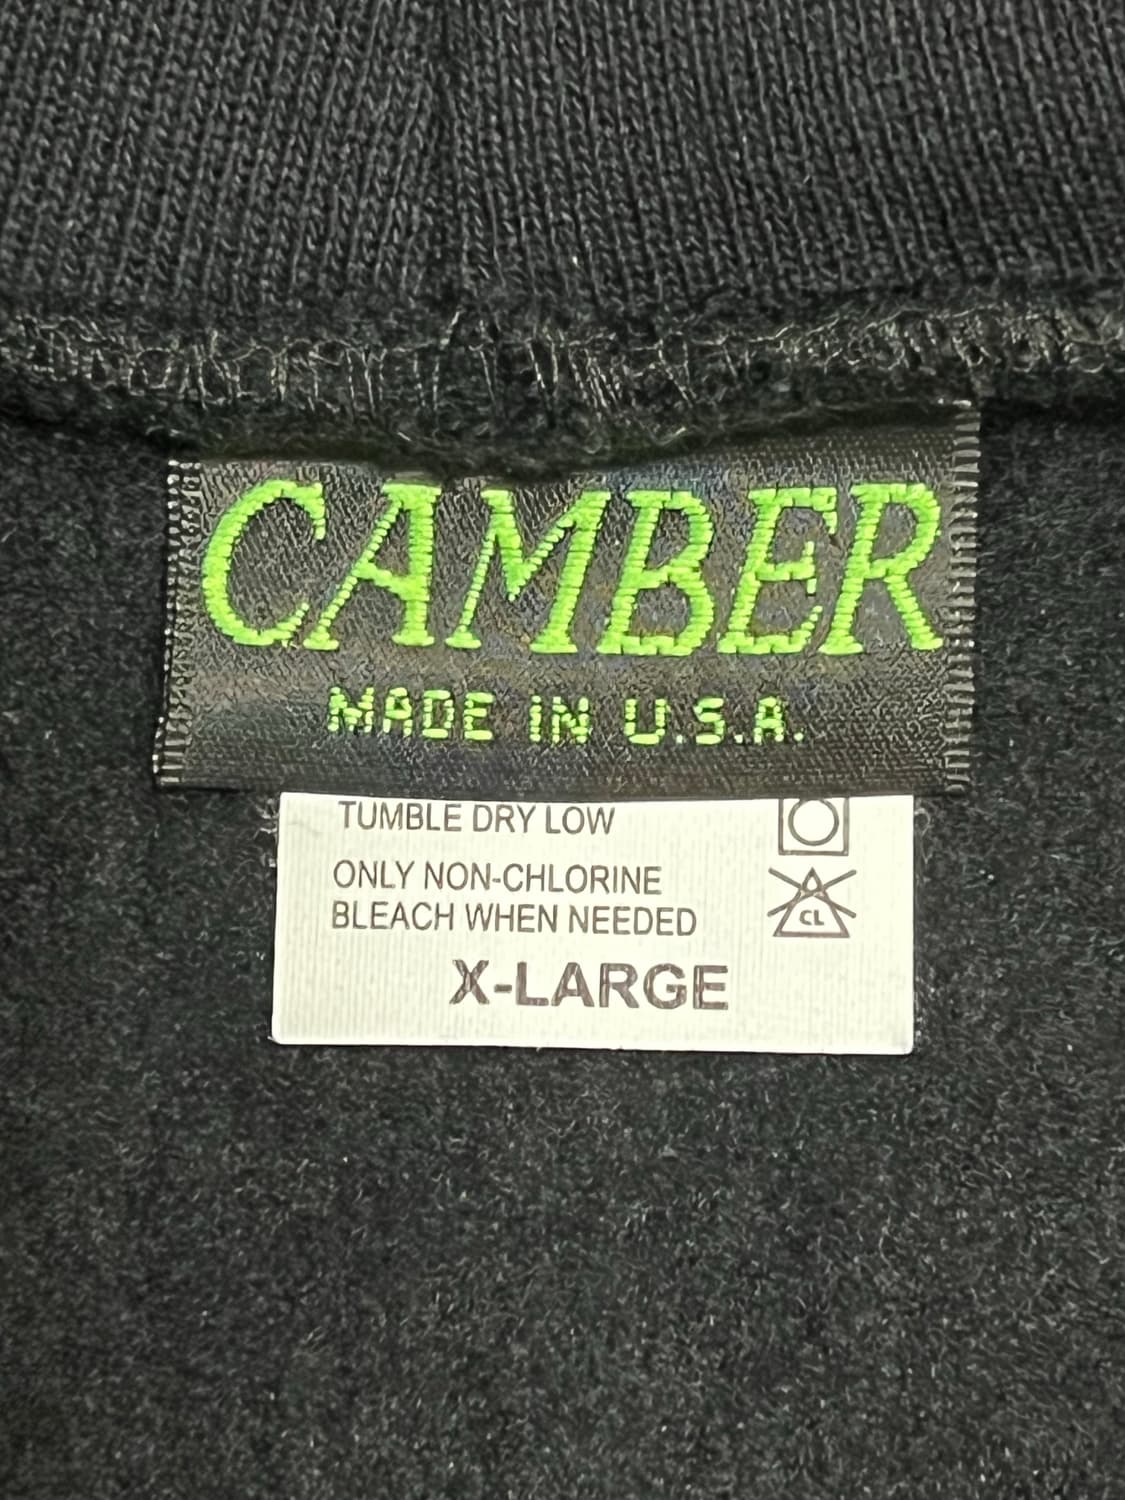 CAMBER
MADE IN U.S.A.
TUMBLE DRY LOW
ONLY NON-CHLORINE
BLEACH WHEN NEEDED
CL
X-LARGE